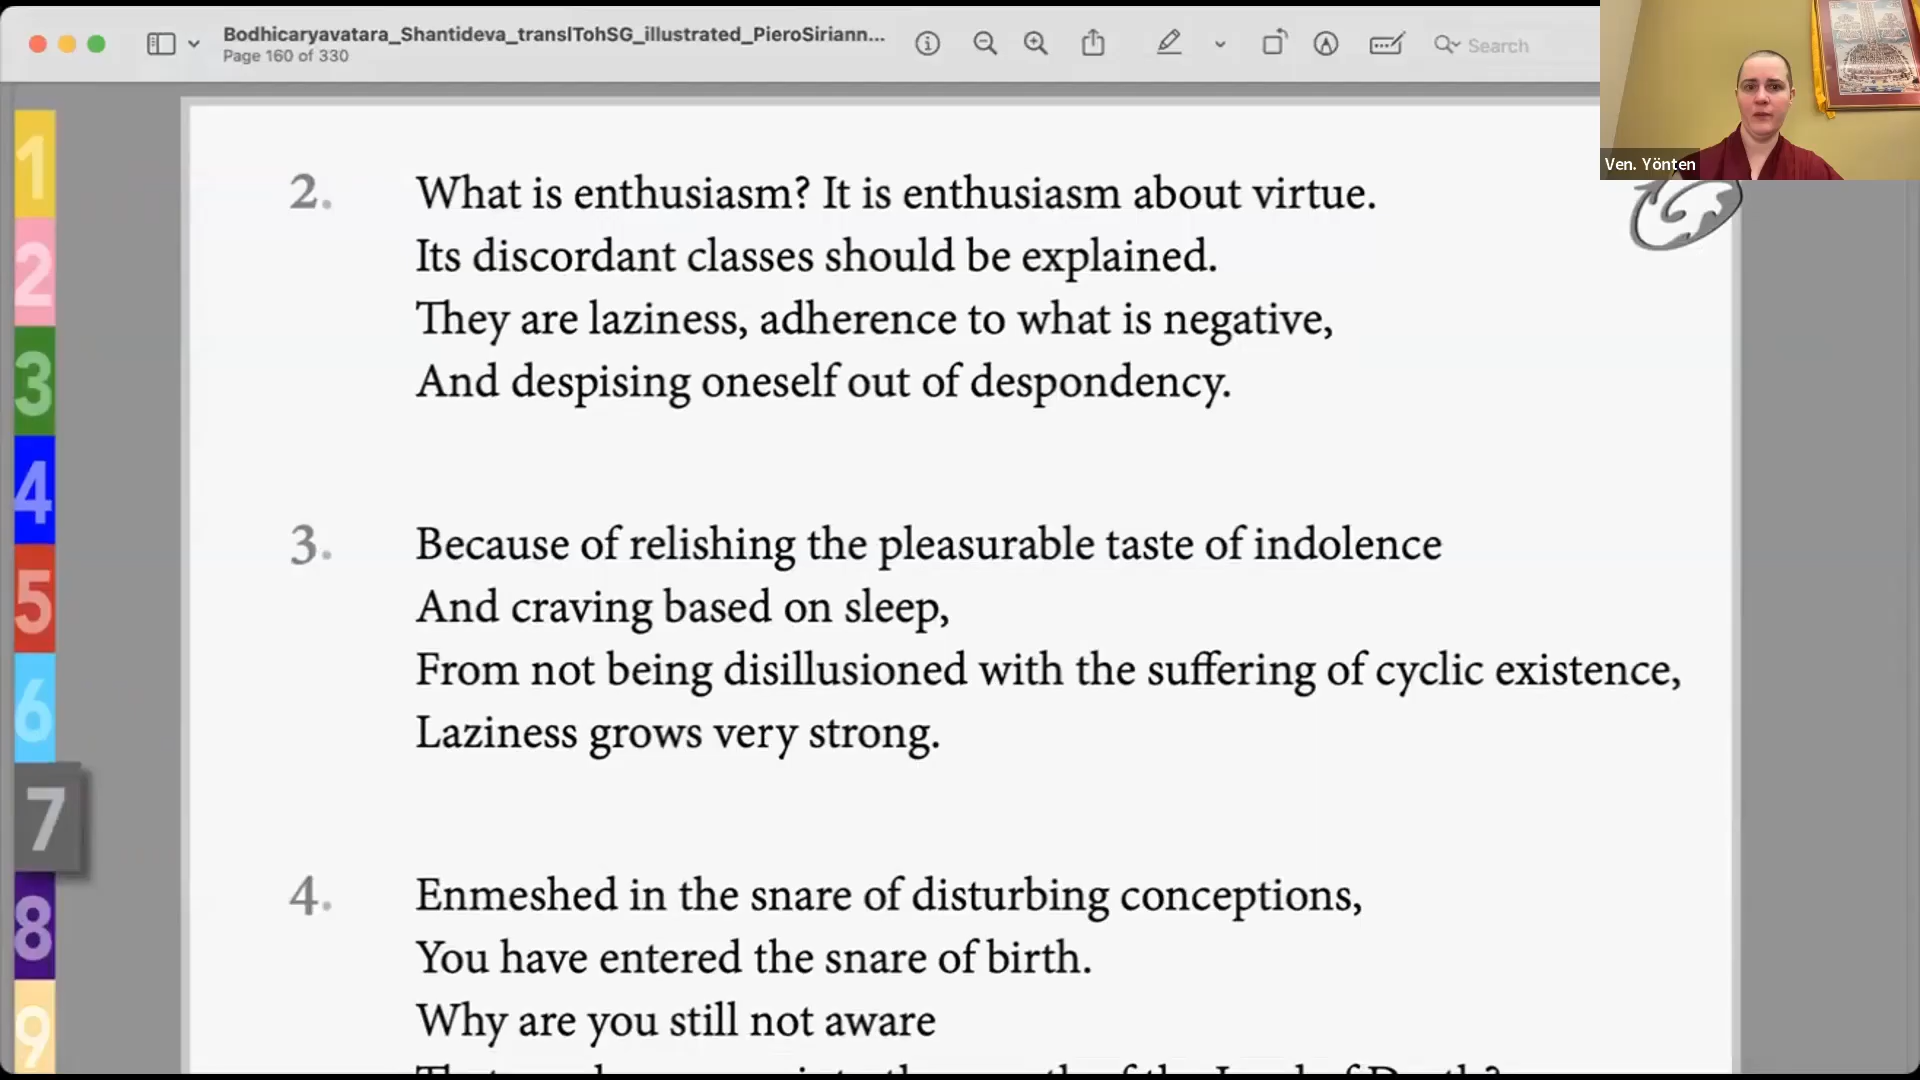 Bodhicaryavatara_Shantideva_translTohSG_illustrated_PieroSiriann...
Page 160 of 330
Search
Ven. Yönten
1
2
3
4
5
6
7
8
9
2. What is enthusiasm? It is enthusiasm about virtue.
Its discordant classes should be explained.
They are laziness, adherence to what is negative,
And despising oneself out of despondency.
3. Because of relishing the pleasurable taste of indolence
And craving based on sleep,
From not being disillusioned with the suffering of cyclic existence,
Laziness grows very strong.
4. Enmeshed in the snare of disturbing conceptions,
You have entered the snare of birth.
Why are you still not aware